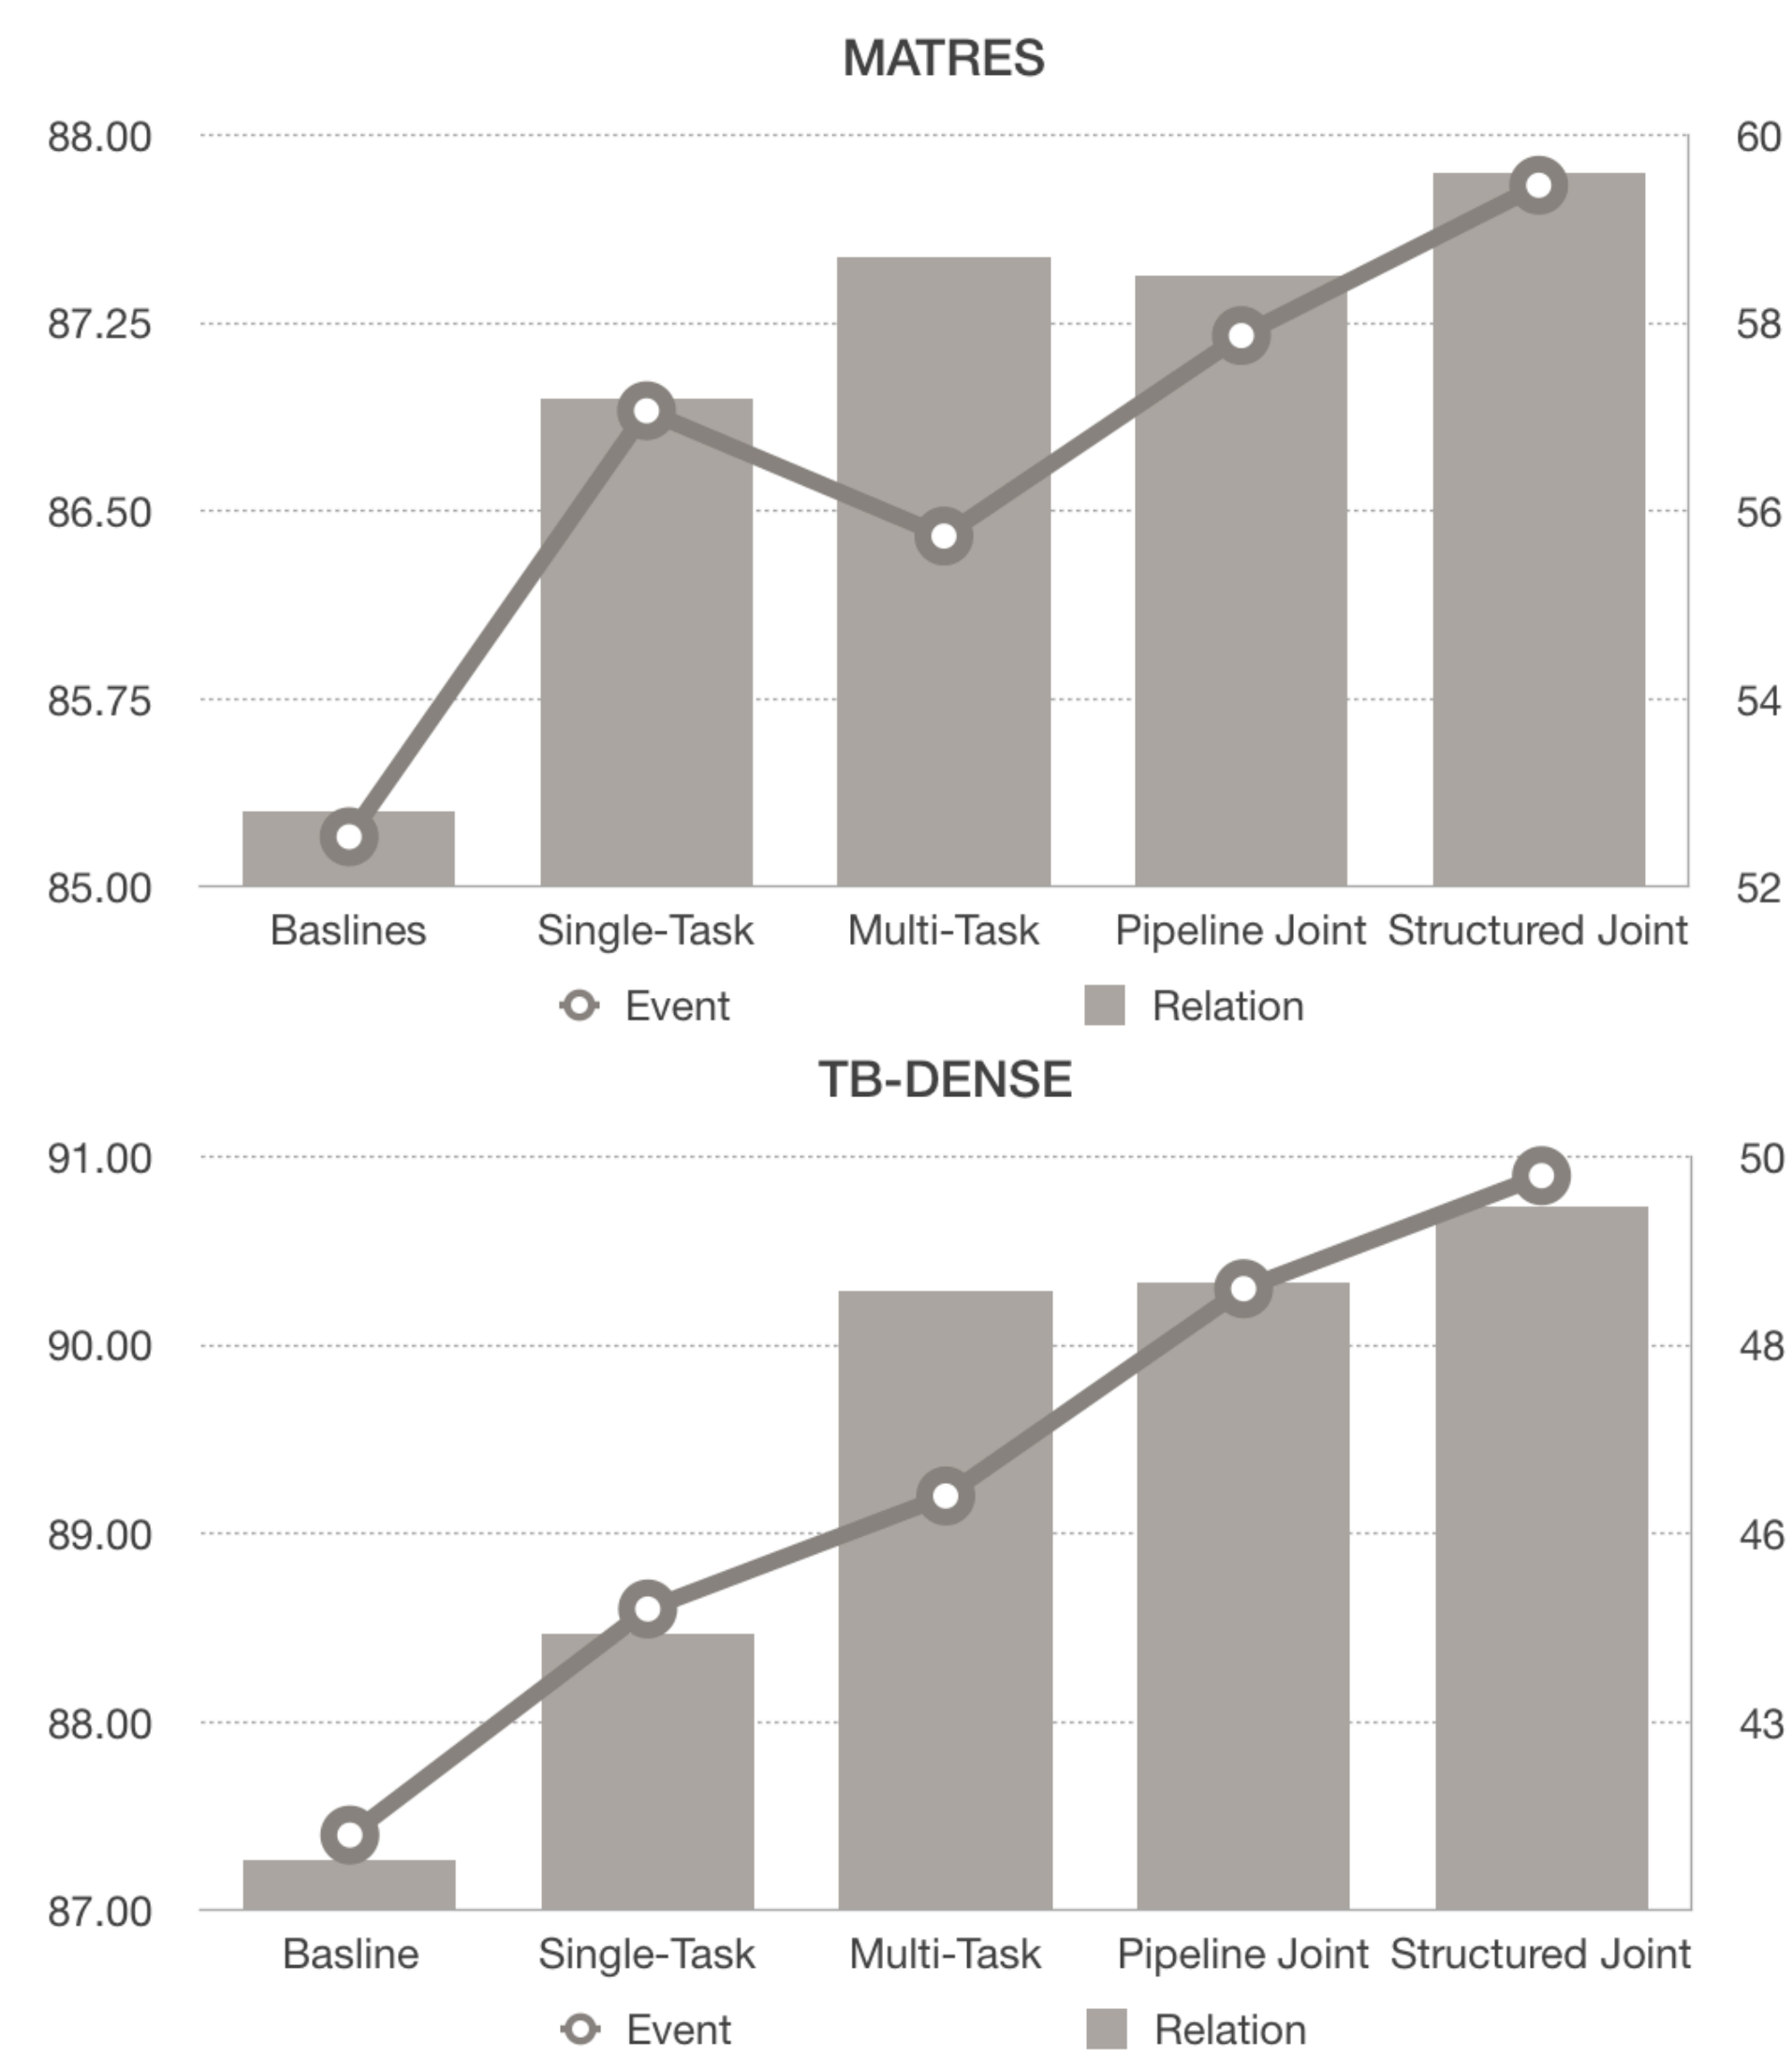 MATRES
88.00 60
87.25 58
86.50 56
85.75 54
85.00 52
Baslines Single-Task Multi-Task Pipeline Joint Structured Joint
Event Relation
TB-DENSE
91.00 50
90.00 48
89.00 46
88.00 43
87.00
Basline Single-Task Multi-Task Pipeline Joint Structured Joint
Event Relation